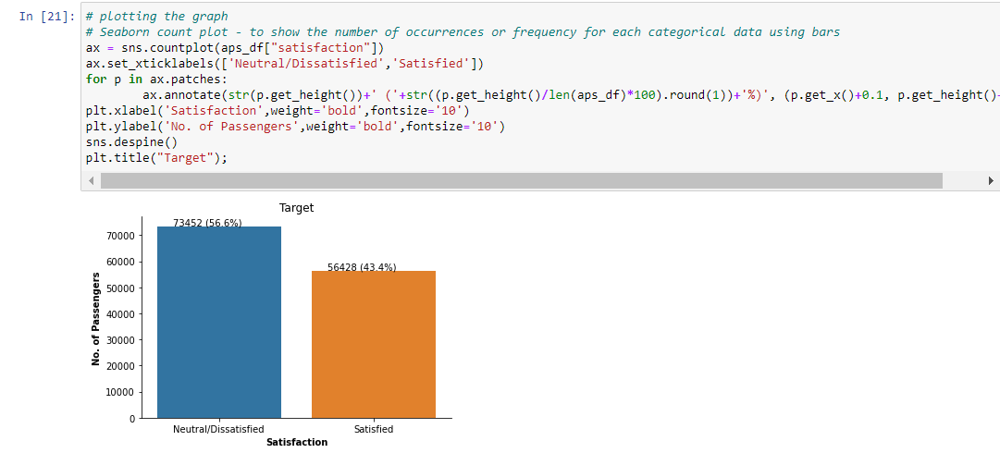 In [21]:
# plotting the graph
# Seaborn count plot - to show the number of occurrences or frequency for each categorical data using bars
ax = sns.countplot(aps_df["satisfaction"])
ax.set_xticklabels(['Neutral/Dissatisfied','Satisfied'])
for p in ax.patches:
        ax.annotate(str(p.get_height())+' ('+str((p.get_height()/len(aps_df)*100).round(1))+'%)', (p.get_x()+0.1, p.get_height()-
plt.xlabel('Satisfaction',weight='bold',fontsize='10')
plt.ylabel('No. of Passengers',weight='bold',fontsize='10')
sns.despine()
plt.title("Target");
Target
73452 (56.6%)
56428 (43.4%)
70000
60000
50000
40000
30000
20000
10000
0
No. of Passengers
Neutral/Dissatisfied
Satisfied
Satisfaction